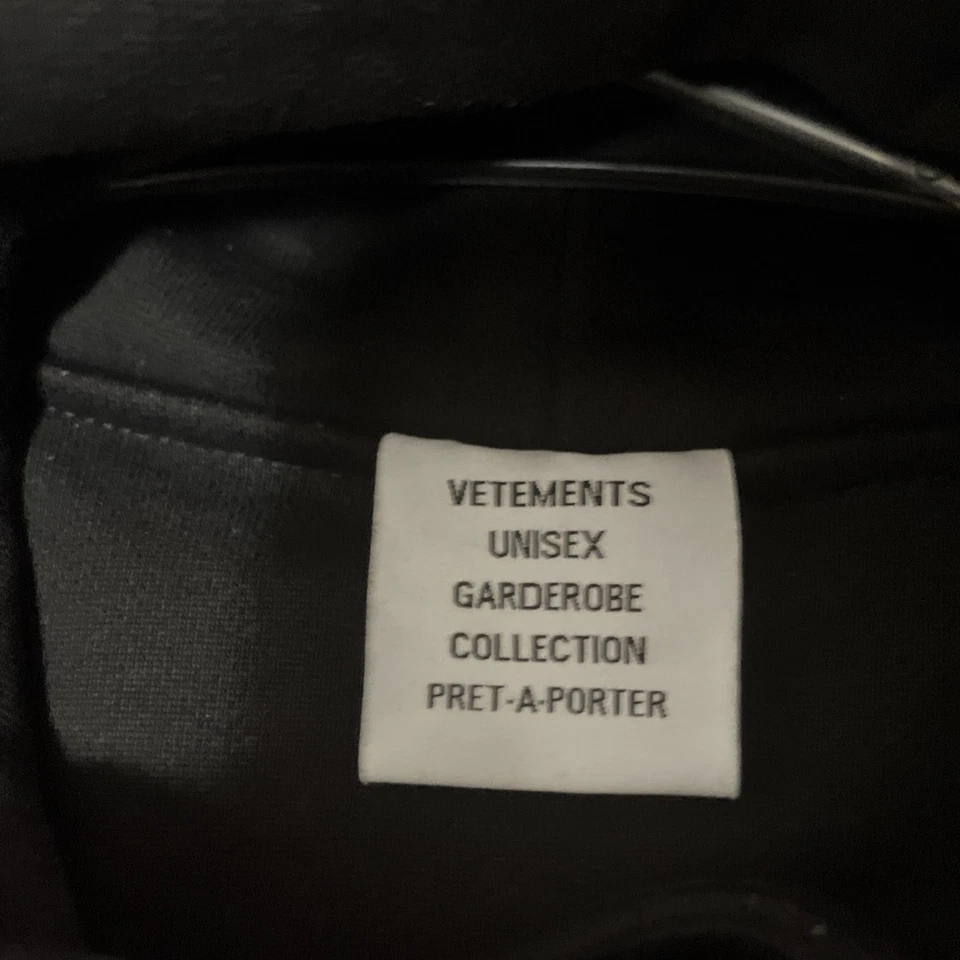 VETEMENTS
UNISEX
GARDEROBE
COLLECTION
PRET-A-PORTER